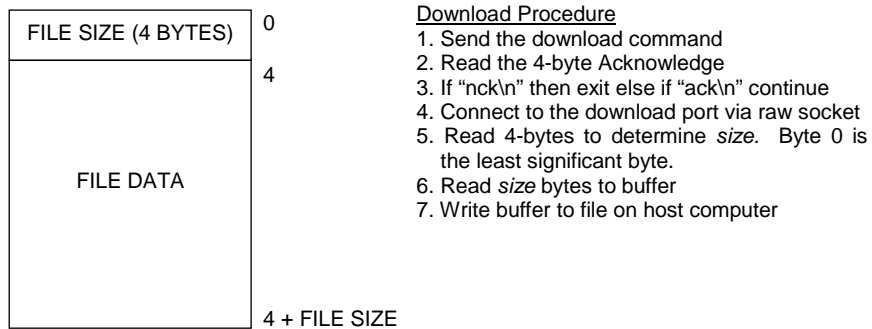 FILE SIZE (4 BYTES)
0
4
FILE DATA
4 + FILE SIZE
Download Procedure
1. Send the download command
2. Read the 4-byte Acknowledge
3. If “nck\n” then exit else if “ack\n” continue
4. Connect to the download port via raw socket
5. Read 4-bytes to determine size. Byte 0 is
the least significant byte.
6. Read size bytes to buffer
7. Write buffer to file on host computer